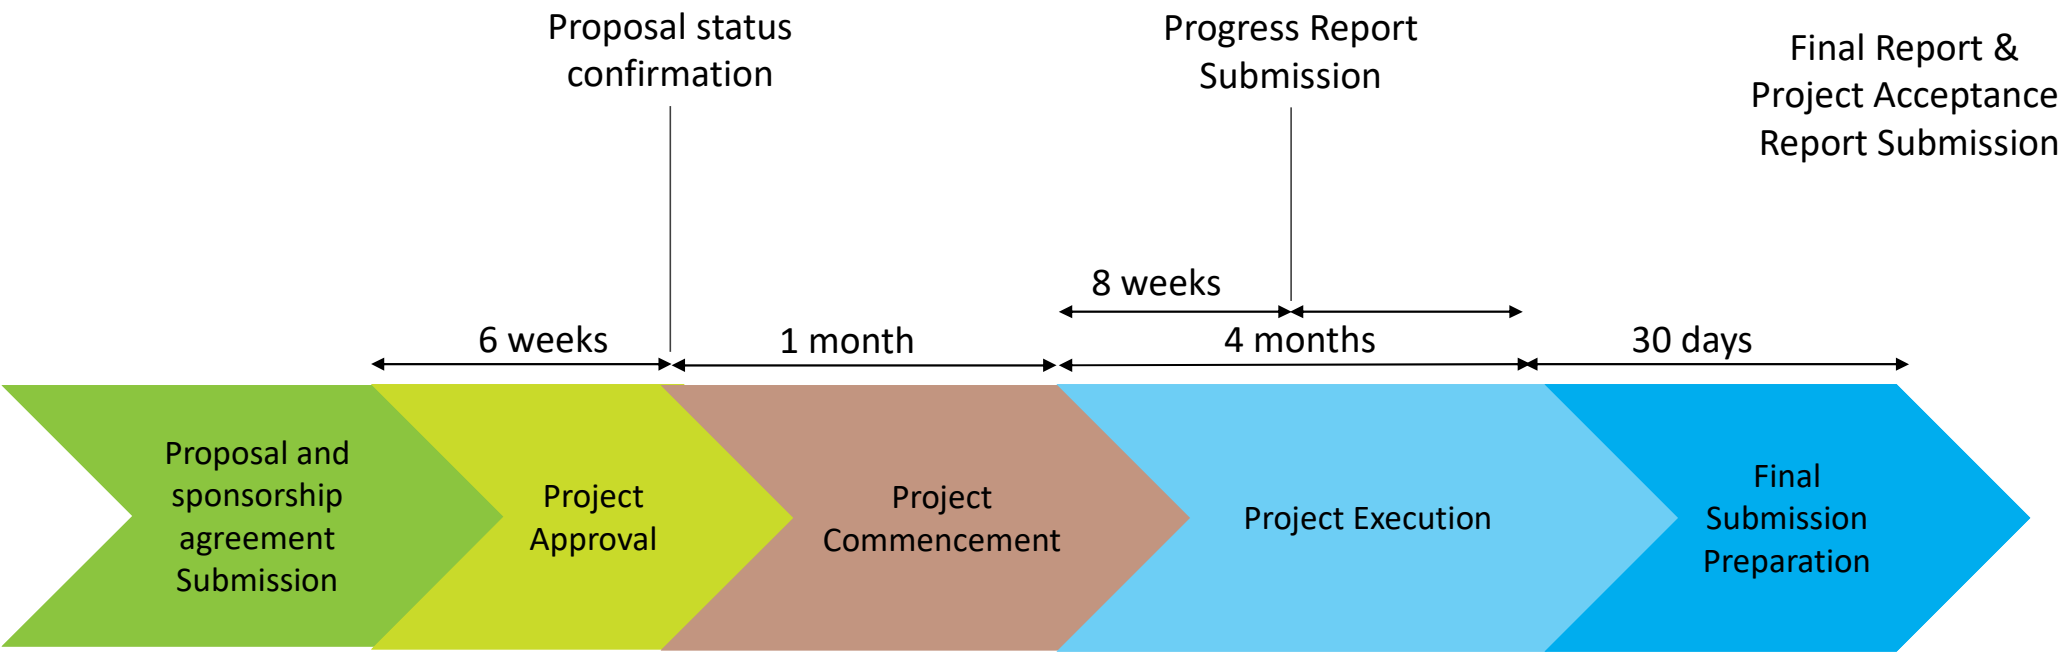 Proposal status
confirmation
Progress Report
Submission
Final Report &
Project Acceptance
Report Submission
8 weeks
6 weeks
1 month
4 months
30 days
Proposal and
sponsorship
agreement
Submission
Project
Approval
Project
Commencement
Project Execution
Final
Submission
Preparation